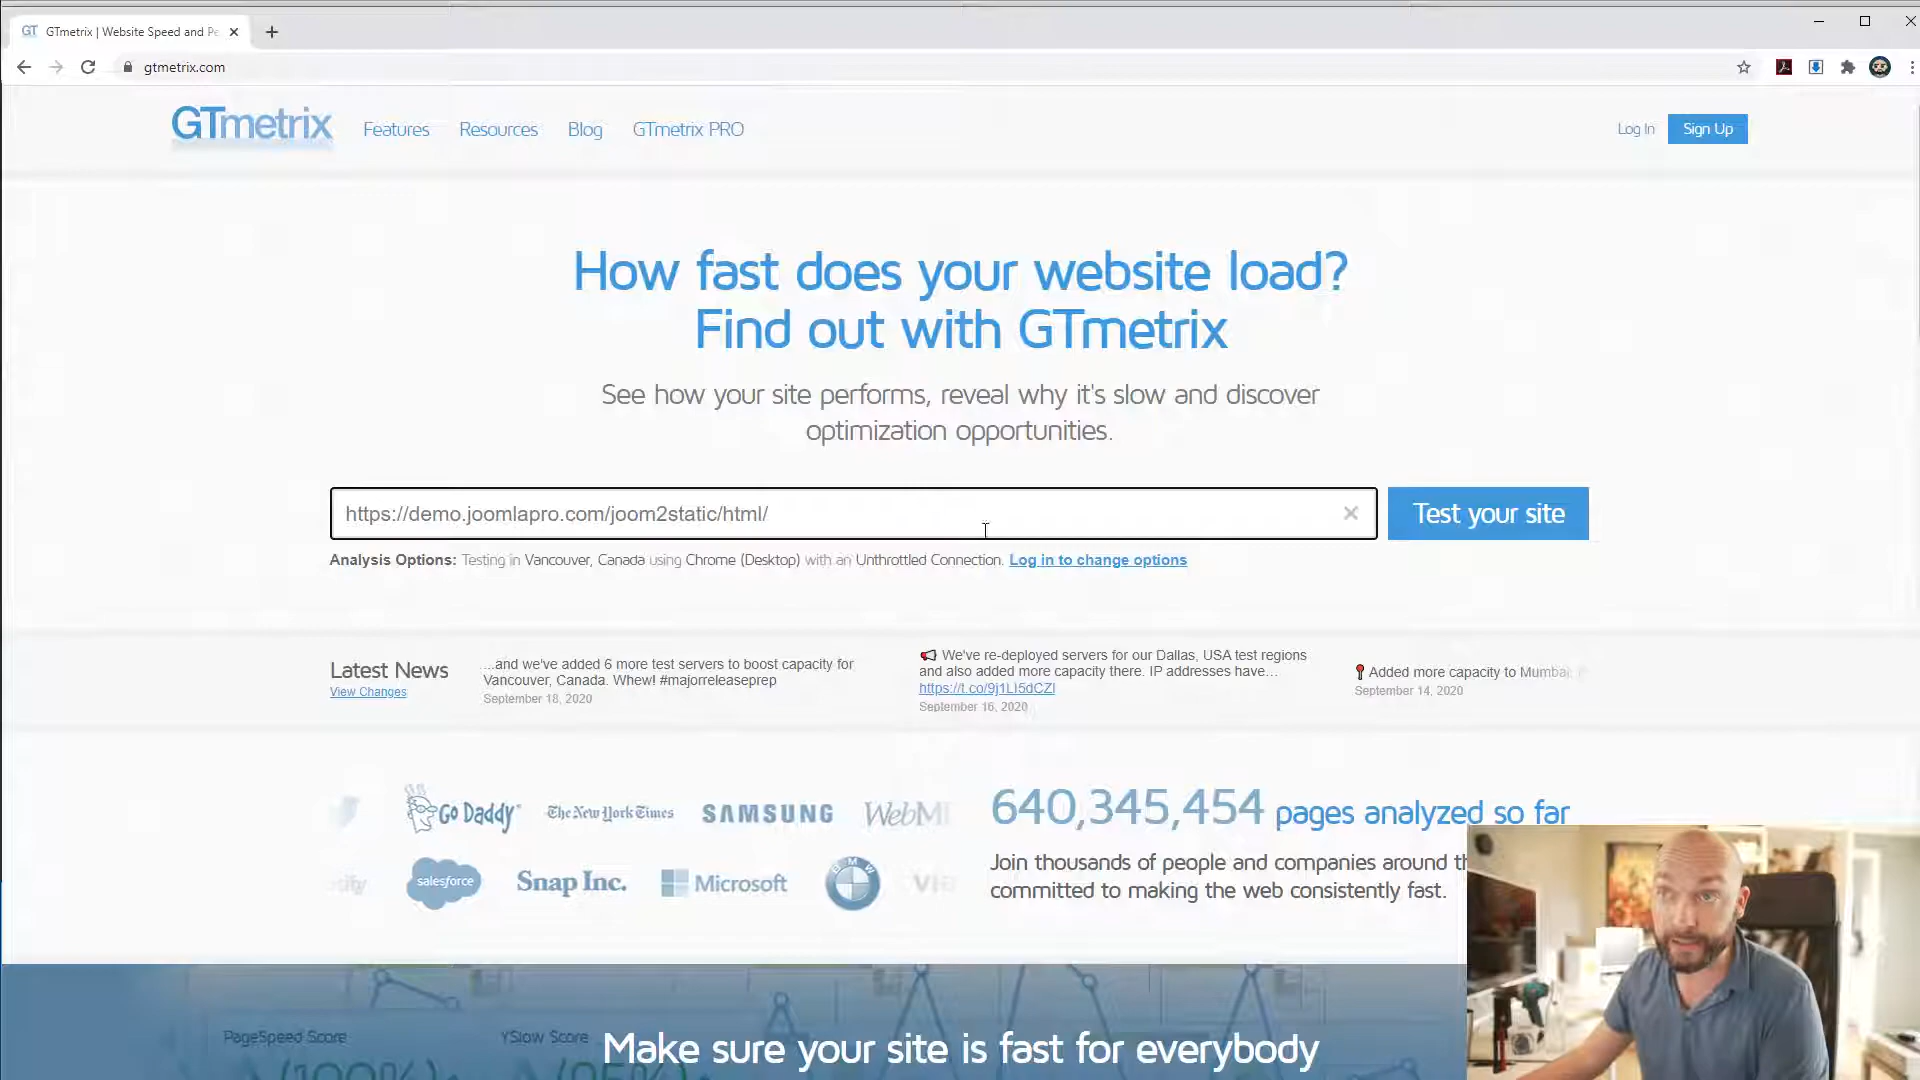 GTmetrix | Website Speed and Pe
gtmetrix.com
GTmetrix
Features
Resources
Blog
GTmetrix PRO
Log In
Sign Up
How fast does your website load?
Find out with GTmetrix
See how your site performs, reveal why it's slow and discover
optimization opportunities.
https://demo.joomlapro.com/joom2static/html/
Test your site
Analysis Options: Testing in Vancouver, Canada using Chrome (Desktop) with an Unthrottled Connection. Log in to change options
Latest News
View Changes
...and we've added 6 more test servers to boost capacity for
Vancouver, Canada. Whew! #majorreleaseprep
September 18, 2020
We've re-deployed servers for our Dallas, USA test regions
and also added more capacity there. IP addresses have...
September 16, 2020
Added more capacity to Mumbai,
September 14, 2020
Go Daddy
The New York Times
SAMSUNG
WebM
640,345,454 pages analyzed so far
tify
salesforce
Snap Inc.
Microsoft
BMW
Join thousands of people and companies around th
committed to making the web consistently fast.
PageSpeed Score
YSlow Score
Make sure your site is fast for everybody